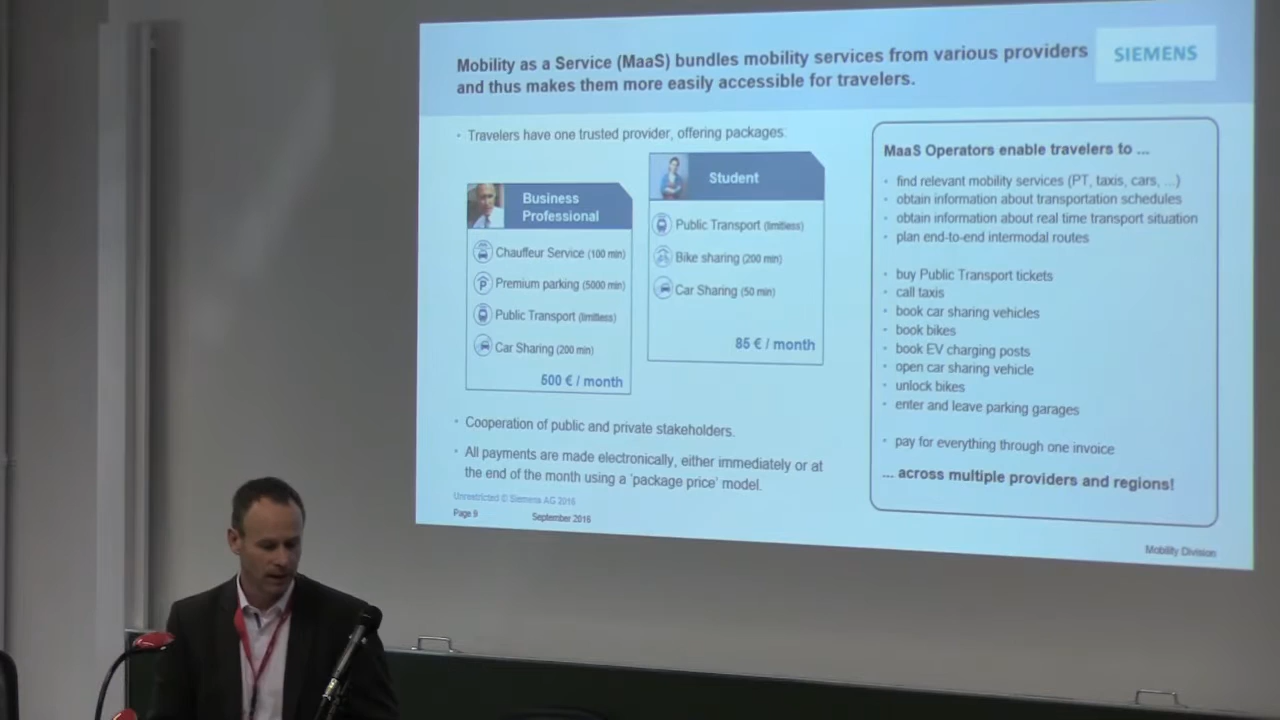 Mobility as a Service (MaaS) bundles mobility services from various providers
and thus makes them more easily accessible for travelers.
SIEMENS
• Travelers have one trusted provider, offering packages:
Business
Professional
Chauffeur Service (100 min)
P Premium parking (5000 min)
Public Transport (limitless)
Car Sharing (200 min)
500 € / month
Student
Public Transport (limitless)
Bike sharing (200 min)
Car Sharing (50 min)
85 € / month
• Cooperation of public and private stakeholders.
• All payments are made electronically, either immediately or at
the end of the month using a 'package price' model.
MaaS Operators enable travelers to ...
• find relevant mobility services (PT, taxis, cars, ...)
• obtain information about transportation schedules
• obtain information about real time transport situation
• plan end-to-end intermodal routes
• buy Public Transport tickets
• call taxis
• book car sharing vehicles
• book bikes
• book EV charging posts
• open car sharing vehicle
• unlock bikes
• enter and leave parking garages
• pay for everything through one invoice
... across multiple providers and regions!
Unrestricted © Siemens AG 2016
Page 9 September 2016
Mobility Division